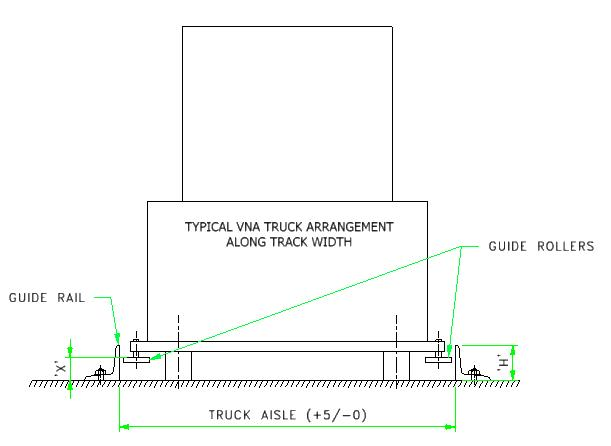 TYPICAL VNA TRUCK ARRANGEMENT
ALONG TRACK WIDTH
GUIDE ROLLERS
GUIDE RAIL
'X'
'H'
TRUCK AISLE (+5/-0)